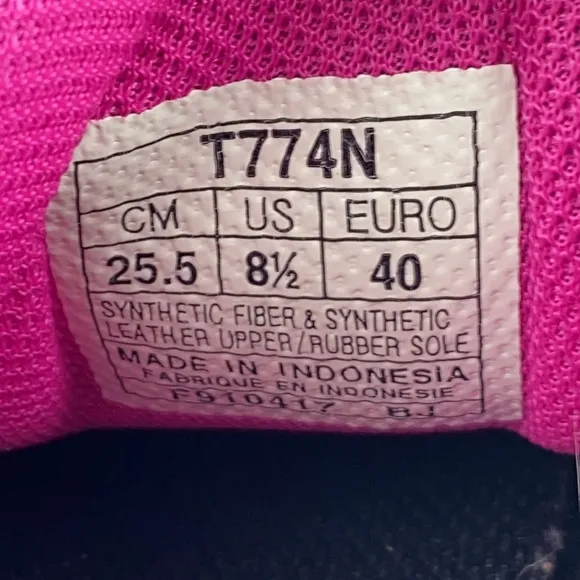 T774N
CM US EURO
25.5 8½ 40
SYNTHETIC FIBER & SYNTHETIC
LEATHER UPPER/RUBBER SOLE
MADE IN INDONESIA
FABRIQUE EN INDONESIE
F910417 BJ